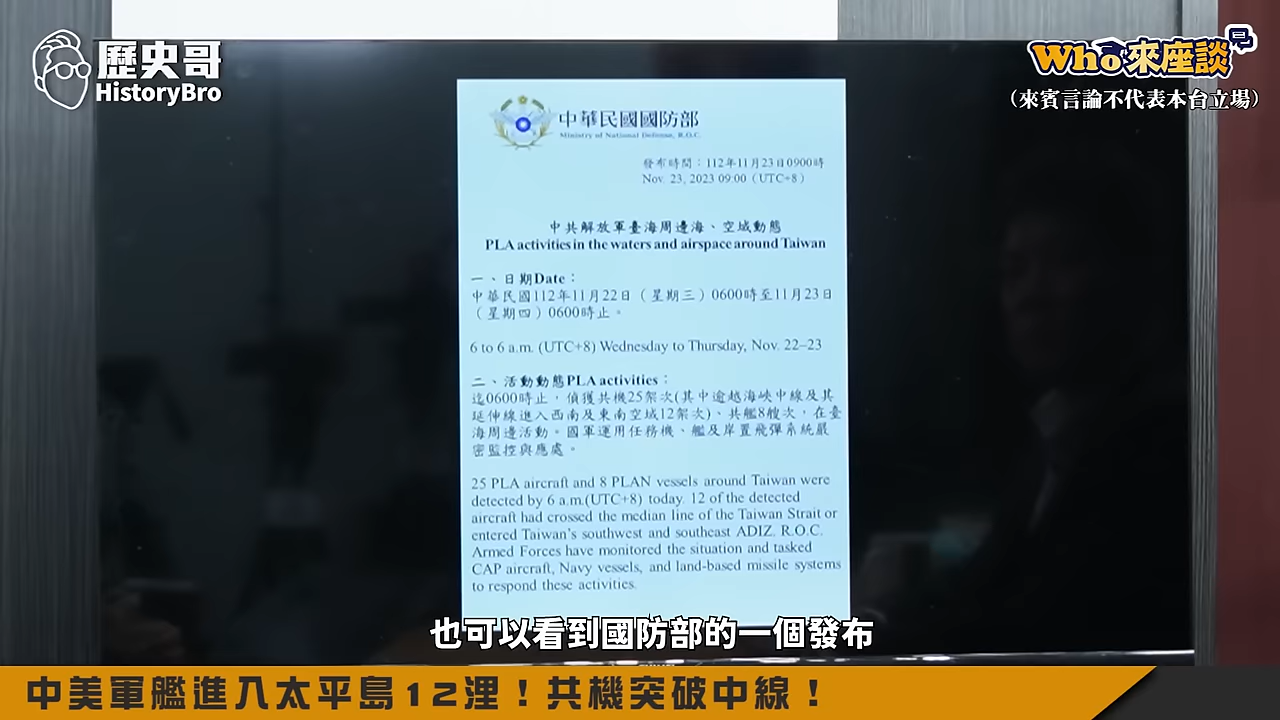 歷史哥
HistoryBro
Who來座談
（來賓言論不代表本台立場）
中華民國國防部
Ministry of National Defense, R.O.C.
發布時間：112年11月23日0900時
Nov. 23, 2023 09:00（UTC+8）
中共解放軍臺海周邊海、空域動態
PLA activities in the waters and airspace around Taiwan
一、日期Date：
中華民國112年11月22日（星期三）0600時至11月23日
（星期四）0600時止。
6 to 6 a.m. (UTC+8) Wednesday to Thursday, Nov. 22–23
二、活動動態PLA activities：
迄0600時止，偵獲共機25架次(其中逾越海峽中線及其
延伸線進入西南及東南空域12架次)、共艦8艘次，在臺
海周邊活動。國軍運用任務機、艦及岸置飛彈系統嚴
密監控與應處。
25 PLA aircraft and 8 PLAN vessels around Taiwan were
detected by 6 a.m.(UTC+8) today. 12 of the detected
aircraft had crossed the median line of the Taiwan Strait or
entered Taiwan's southwest and southeast ADIZ. R.O.C.
Armed Forces have monitored the situation and tasked
CAP aircraft, Navy vessels, and land-based missile systems
to respond these activities.
也可以看到國防部的一個發布
中美軍艦進入太平島12浬！共機突破中線！